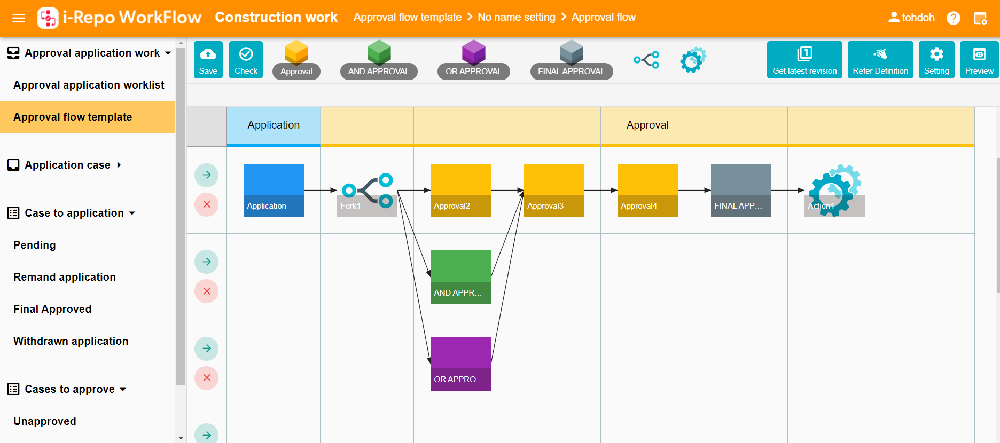 i-Repo WorkFlow
Construction work
Approval flow template > No name setting > Approval flow
tohdoh
Approval application work
Approval application worklist
Approval flow template
Application case
Case to application
Pending
Remand application
Final Approved
Withdrawn application
Cases to approve
Unapproved
Save
Check
Approval
AND APPROVAL
OR APPROVAL
FINAL APPROVAL
1
Get latest revision
Refer Definition
Setting
Preview
Application
Approval
Application
Fork1
Approval2
Approval3
Approval4
FINAL APP...
Action1
AND APPR...
OR APPRO...